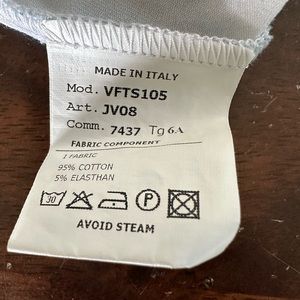 MADE IN ITALY
Mod. VFTS105
Art. JV08
Comm. 7437 Tg 6A
FABRIC COMPONENT
1 FABRIC
95% COTTON
5% ELASTHAN
30 P
AVOID STEAM